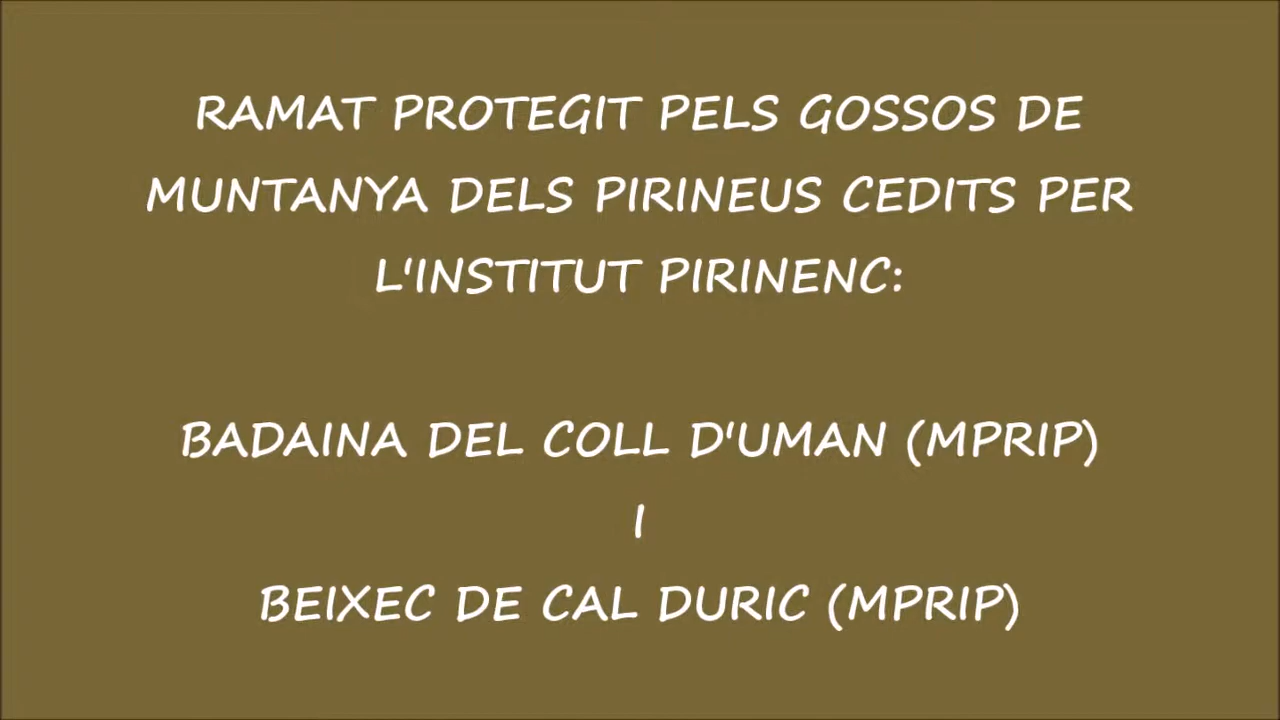 RAMAT PROTEGIT PELS GOSSOS DE
MUNTANYA DELS PIRINEUS CEDITS PER
L'INSTITUT PIRINENC:
BADAINA DEL COLL D'UMAN (MPRIP)
I
BEIXEC DE CAL DURIC (MPRIP)